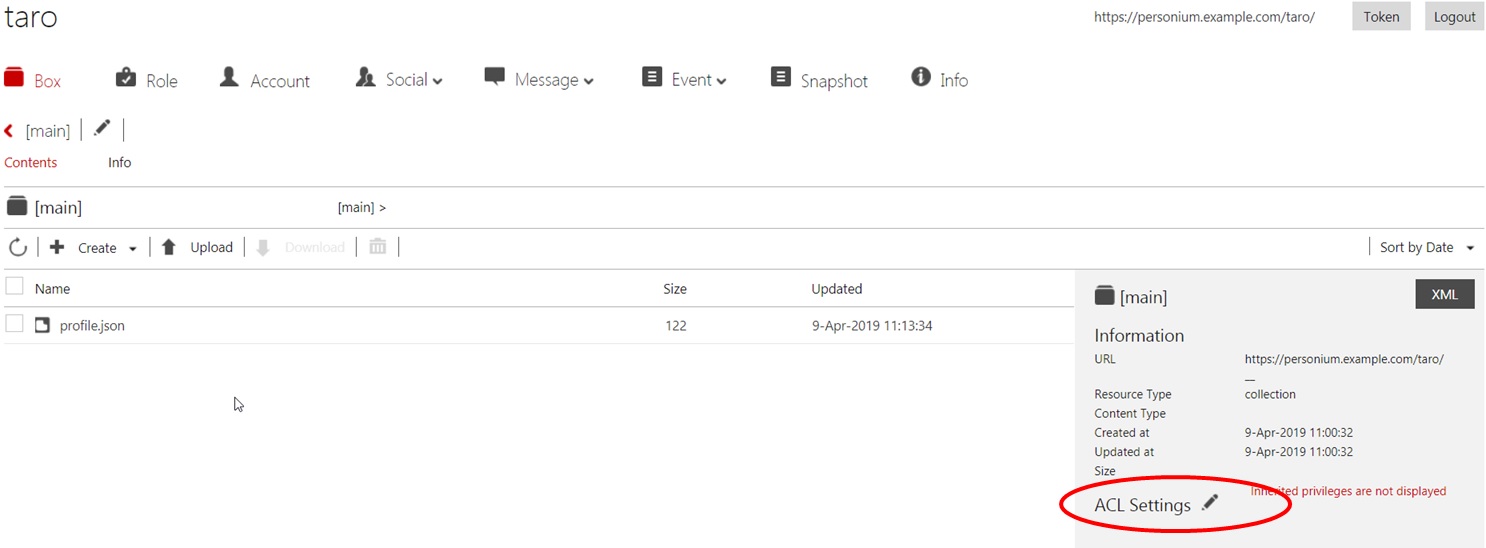 taro
https://personium.example.com/taro/ Token Logout
Box Role Account Social Message Event Snapshot Info
[main]
Contents Info
[main] [main] >
Create Upload Download Sort by Date
Name Size Updated
profile.json 122 9-Apr-2019 11:13:34
[main] XML
Information
URL https://personium.example.com/taro/
__
Resource Type collection
Content Type
Created at 9-Apr-2019 11:00:32
Updated at 9-Apr-2019 11:00:32
Size
Inherited privileges are not displayed
ACL Settings